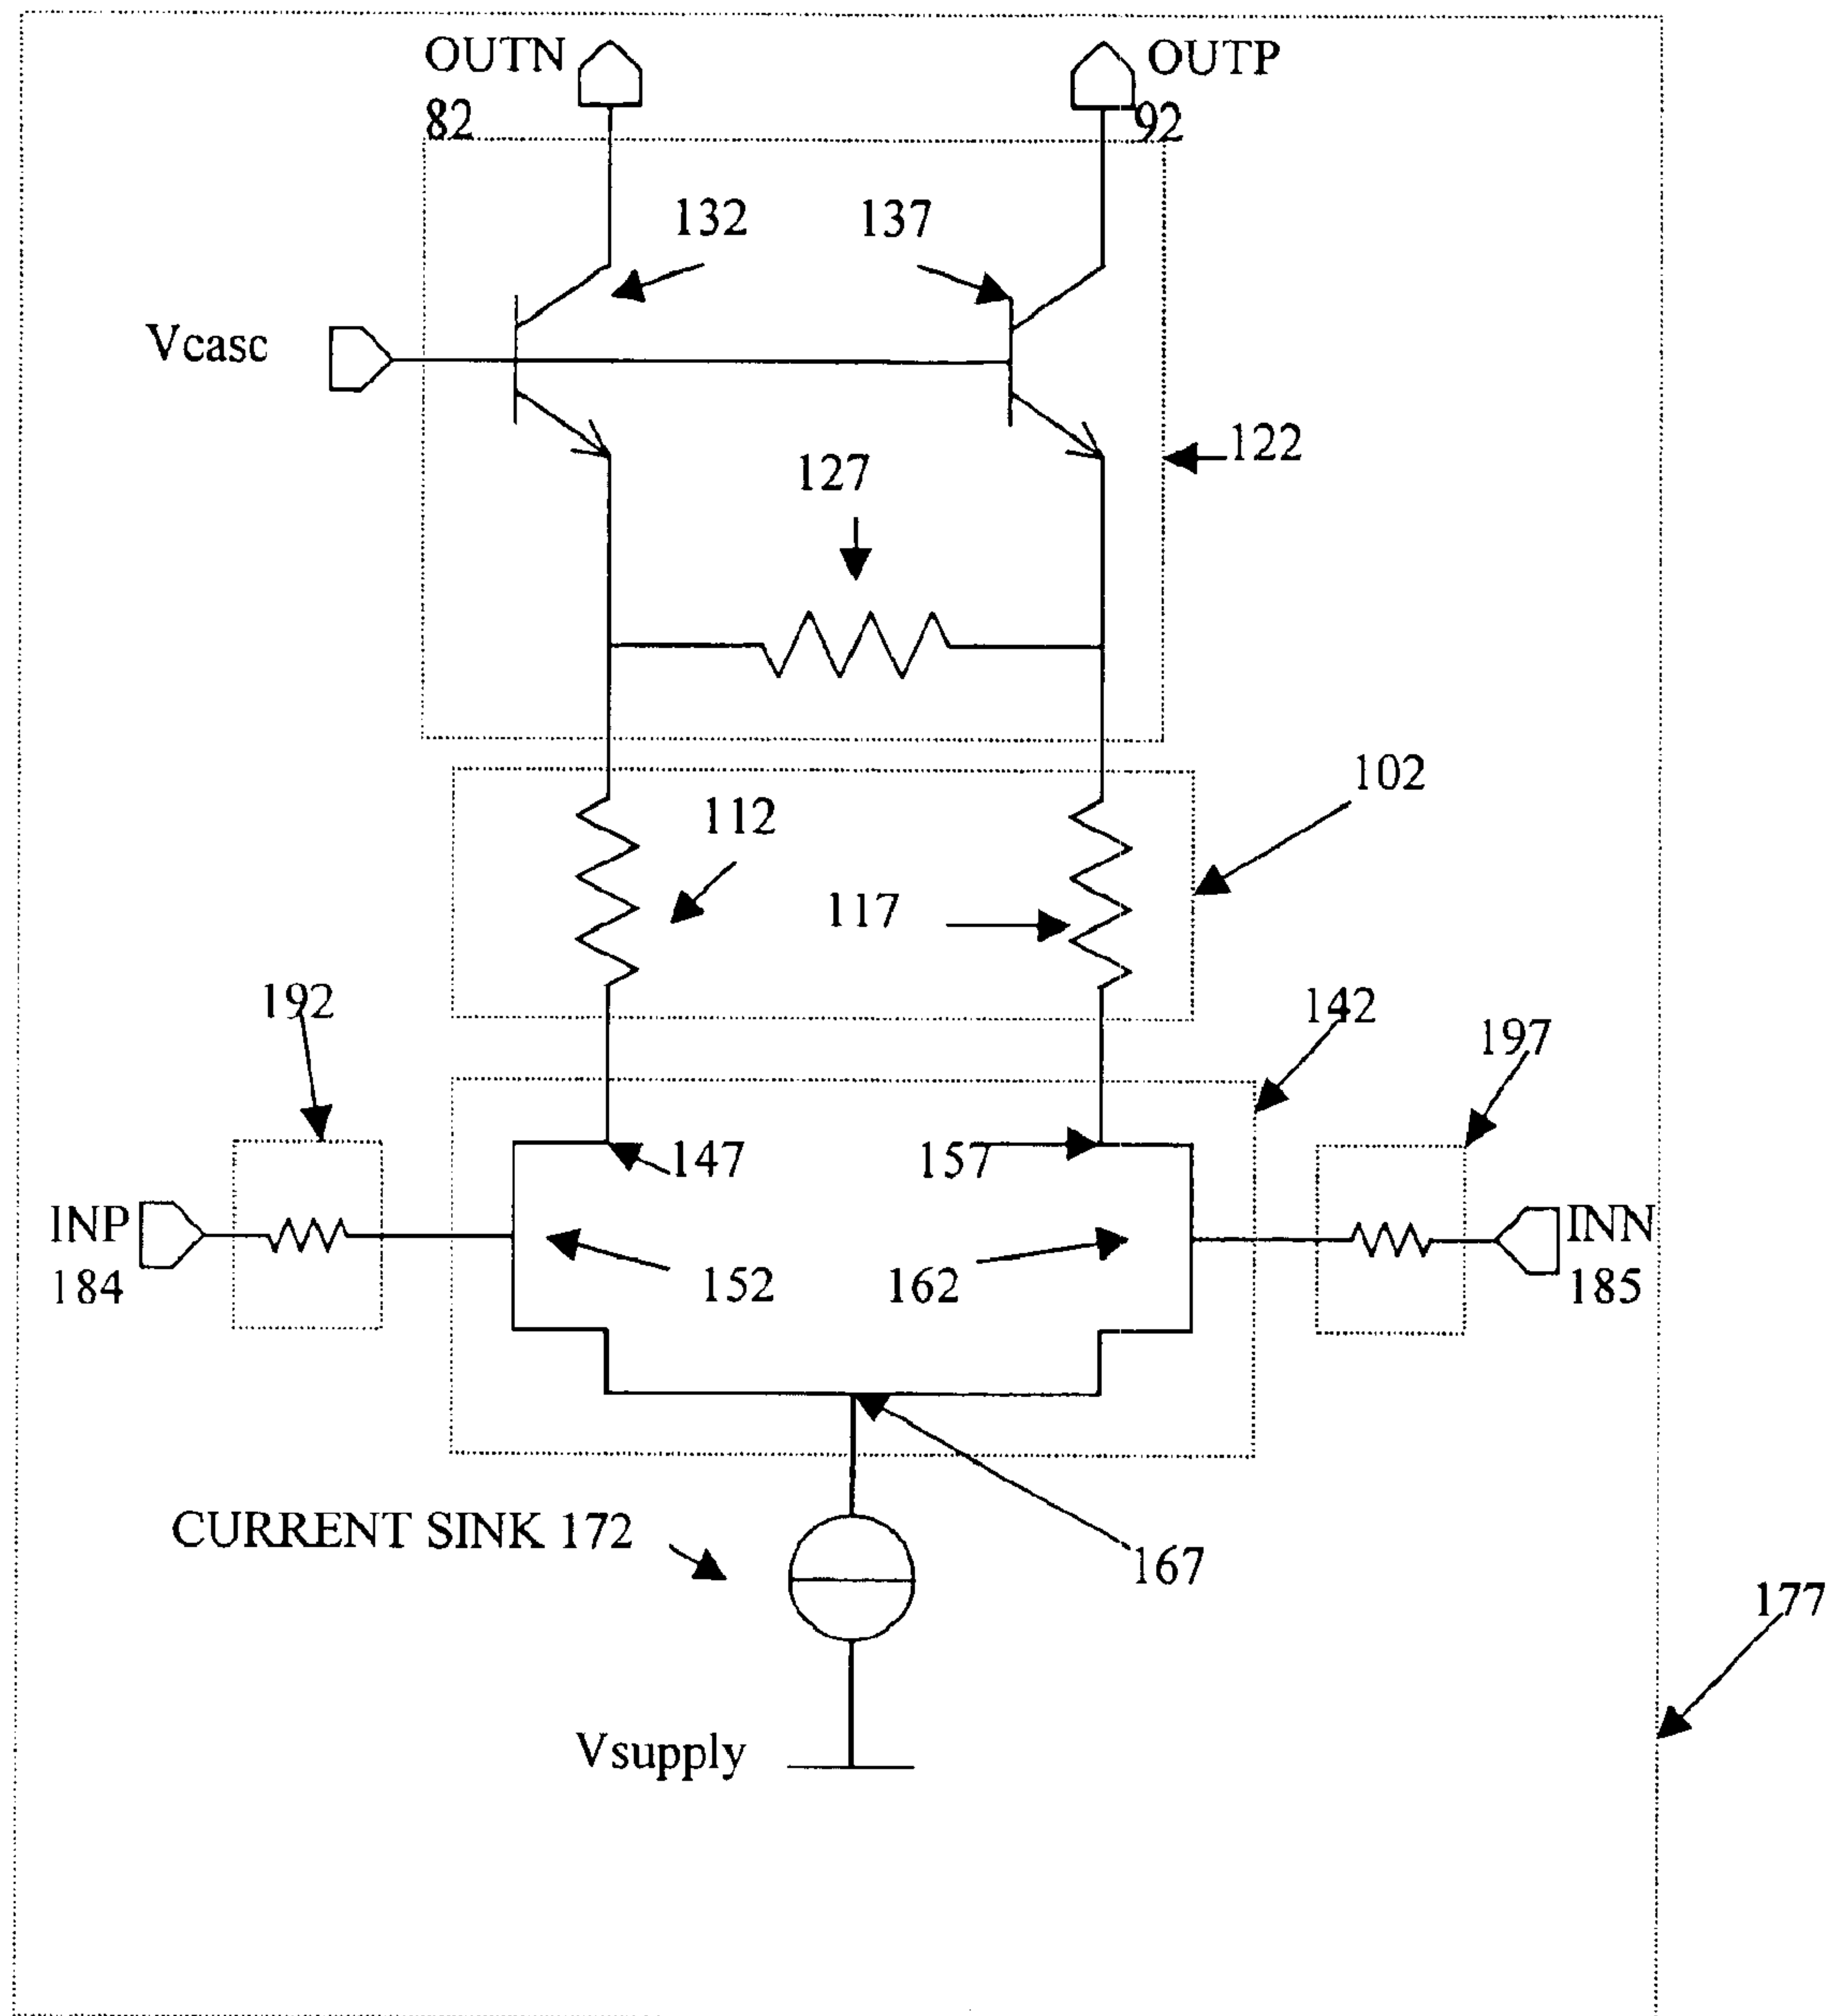 OUTN
82
OUTP
92
132
137
Vcasc
122
127
102
112
117
192
142
197
147
157
INP
184
INN
185
152
162
CURRENT SINK 172
167
177
Vsupply